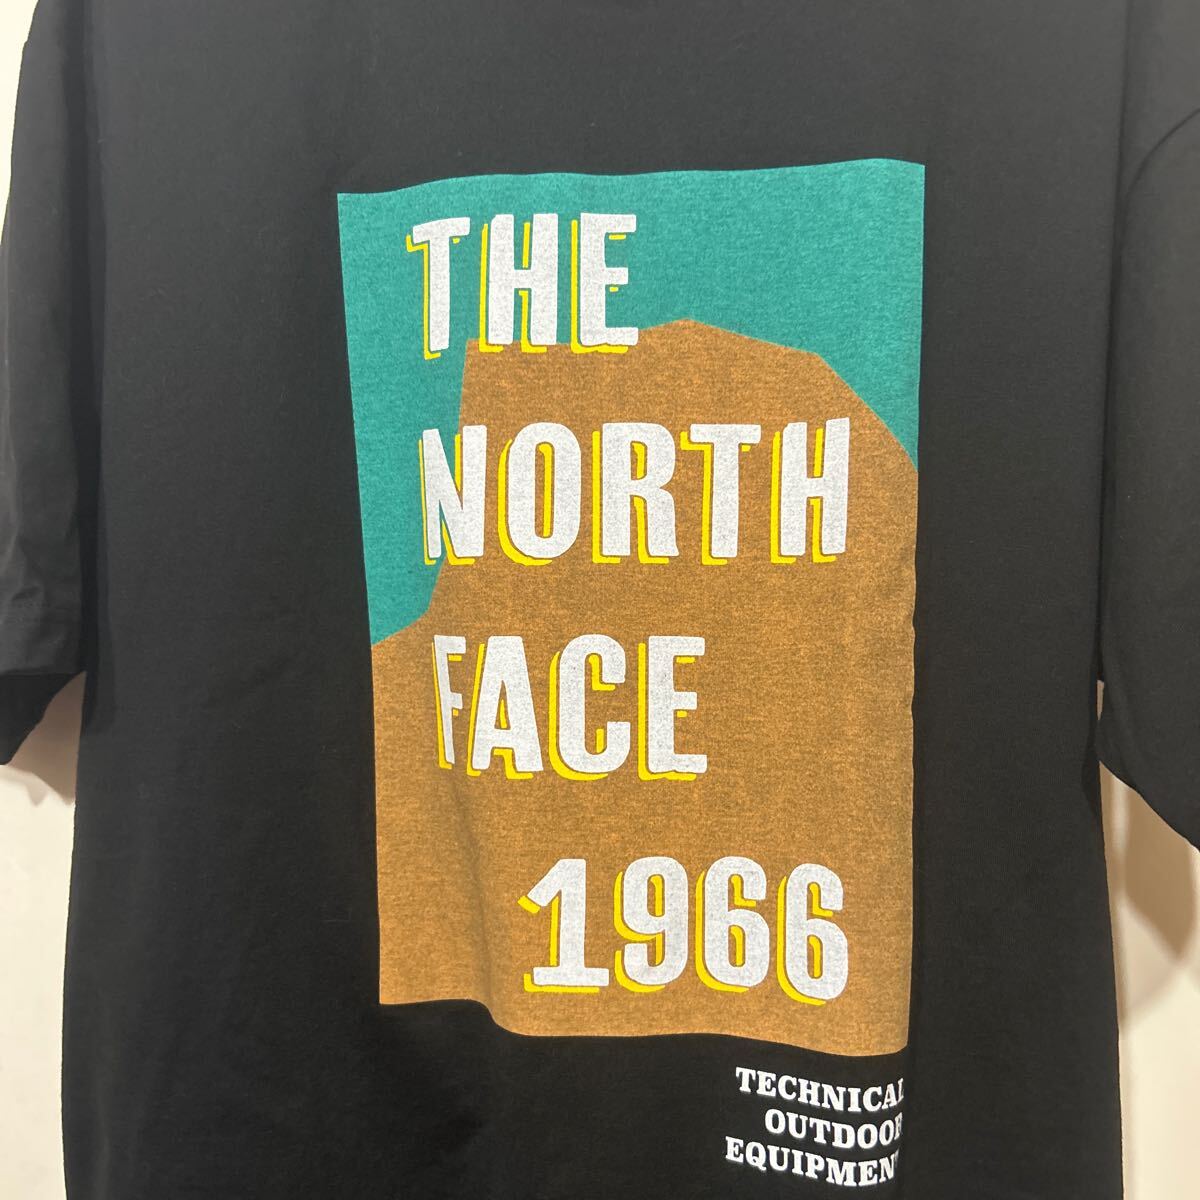 THE
NORTH
FACE
1966
TECHNICAL
OUTDOOR
EQUIPMENT